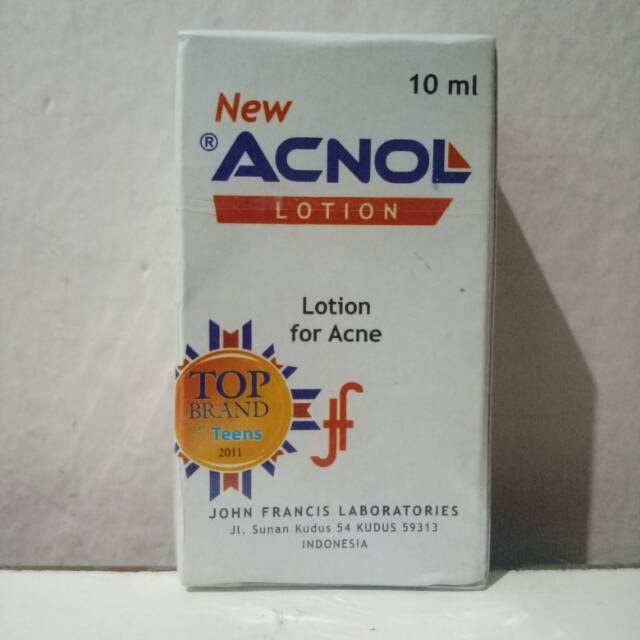 10 ml
New
® ACNOL
LOTION
Lotion
for Acne
TOP
BRAND
Teens
2011
JOHN FRANCIS LABORATORIES
Jl. Sunan Kudus 54 KUDUS 59313
INDONESIA